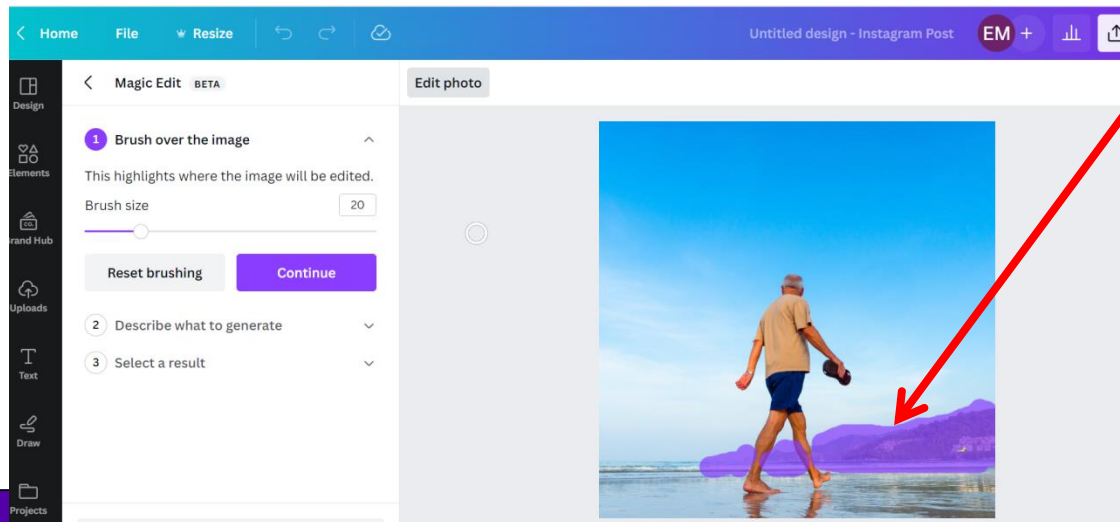 Home File Resize Untitled design - Instagram Post EM +
Magic Edit BETA Edit photo
Design
1 Brush over the image
Elements
This highlights where the image will be edited.
Brush size 20
rand Hub
Reset brushing Continue
Uploads
2 Describe what to generate
3 Select a result
Text
Draw
Projects